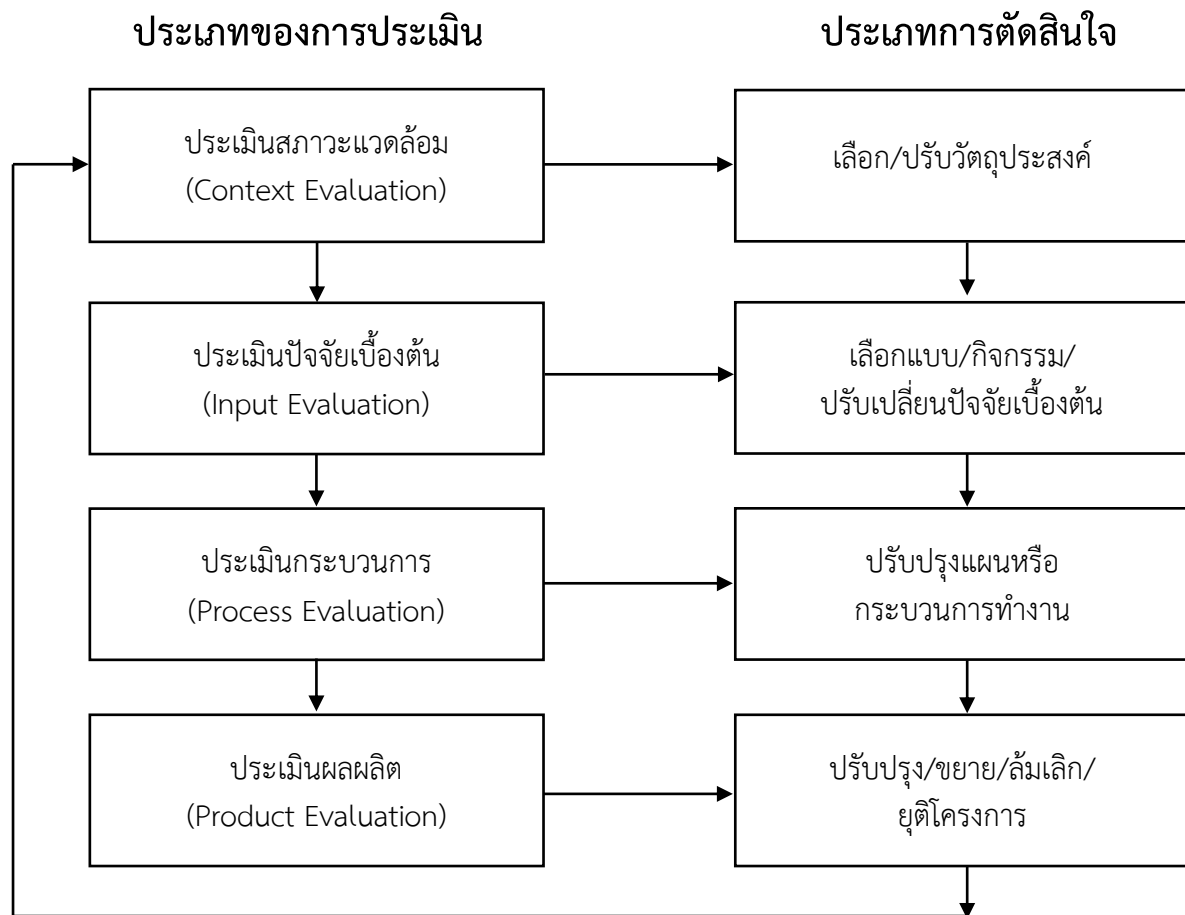 ประเภทของการประเมิน
ประเภทการตัดสินใจ
ประเมินสภาวะแวดล้อม
(Context Evaluation)
เลือก/ปรับวัตถุประสงค์
ประเมินปัจจัยเบื้องต้น
(Input Evaluation)
เลือกแบบ/กิจกรรม/
ปรับเปลี่ยนปัจจัยเบื้องต้น
ประเมินกระบวนการ
(Process Evaluation)
ปรับปรุงแผนหรือ
กระบวนการทำงาน
ประเมินผลผลิต
(Product Evaluation)
ปรับปรุง/ขยาย/ล้มเลิก/
ยุติโครงการ